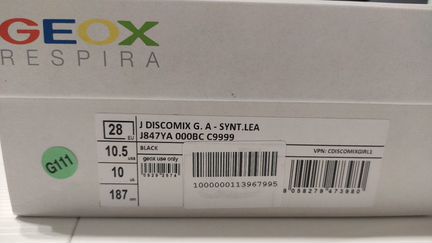 GEOX
RESPIRA
28 EU
J DISCOMIX G. A - SYNT.LEA
J847YA 000BC C9999
10.5 USA
BLACK
VPN: CDISCOMIXGIRL1
geox use only
10 UK
1000000113967995
8 058279 473980
187 mm
G111